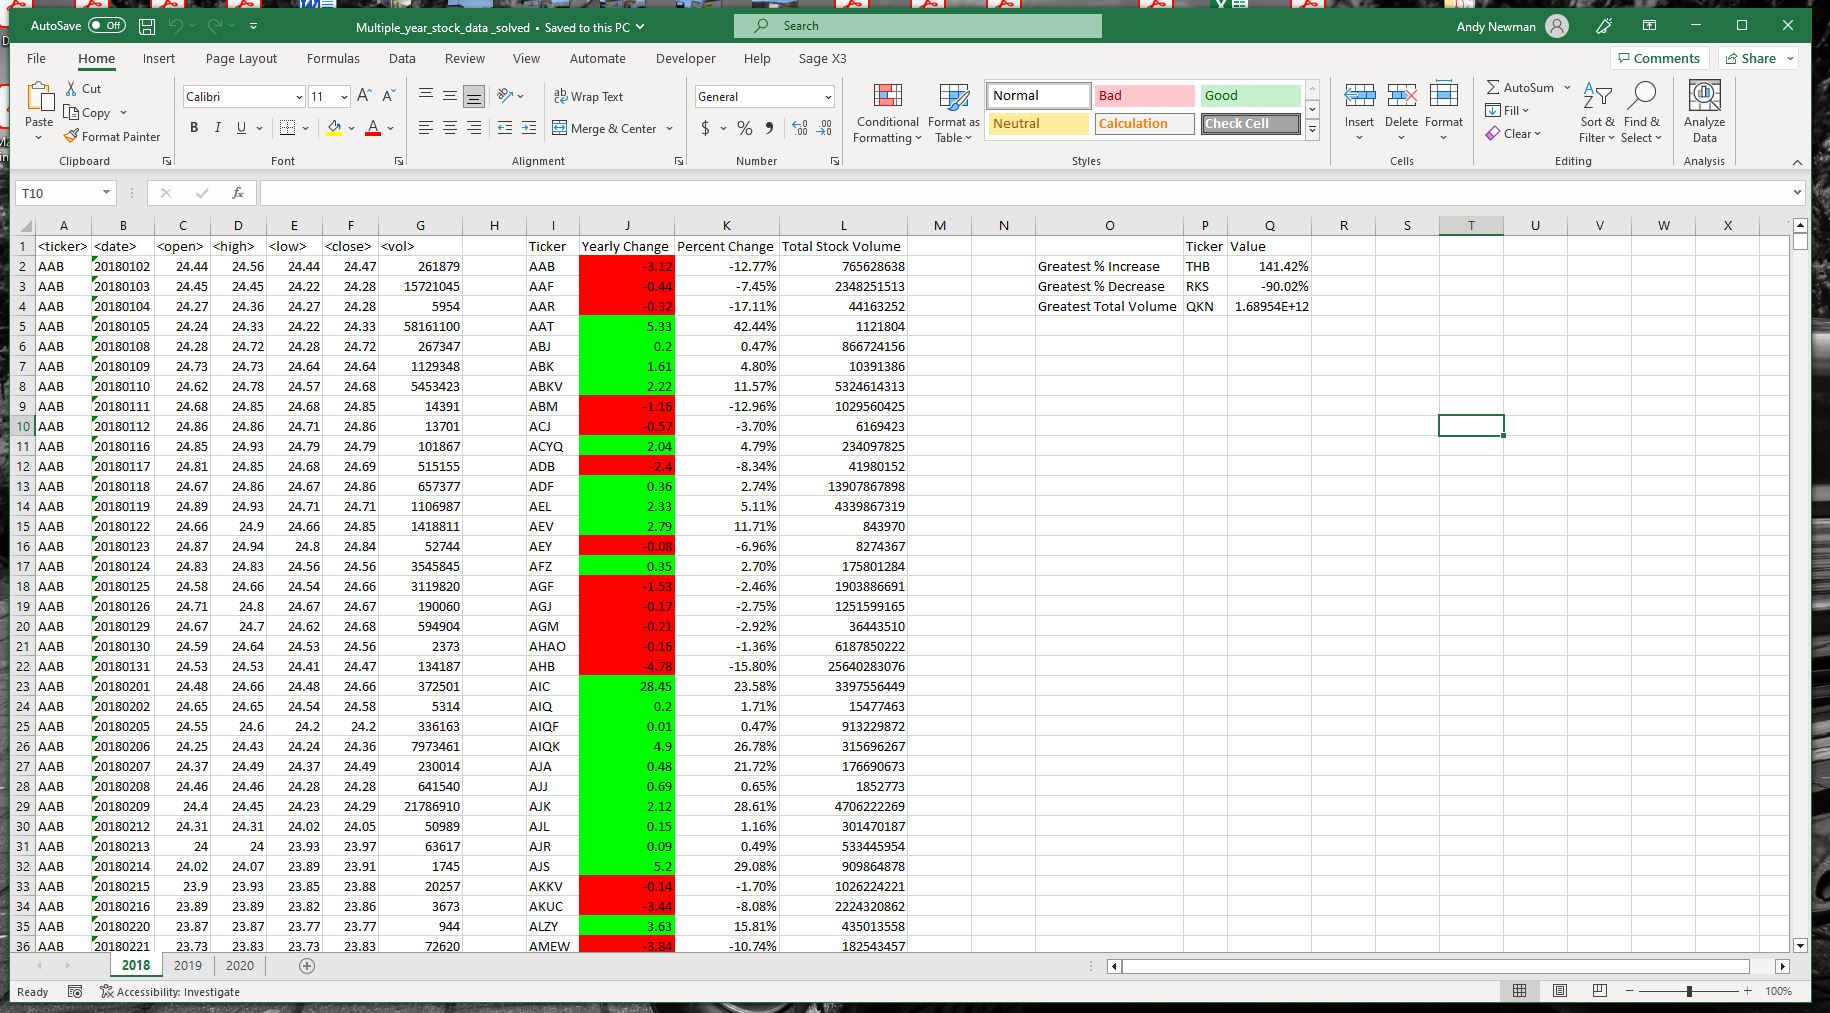 AutoSave Off Multiple_year_stock_data _solved • Saved to this PC Search Andy Newman
File Home Insert Page Layout Formulas Data Review View Automate Developer Help Sage X3 Comments Share
Paste Cut Copy Format Painter Clipboard
Calibri 11 B I U A Font
Wrap Text Merge & Center Alignment
General $ % Number
Conditional Formatting Format as Table Normal Bad Good Neutral Calculation Check Cell Styles
Insert Delete Format Cells
AutoSum Fill Clear Sort & Filter Find & Select Editing
Analyze Data Analysis
T10 fx
A B C D E F G H I J K L M N O P Q R S T U V W X
1 <ticker> <date> <open> <high> <low> <close> <vol> Ticker Yearly Change Percent Change Total Stock Volume Ticker Value
2 AAB 20180102 24.44 24.56 24.44 24.47 261879 AAB -3.12 -12.77% 765628638 Greatest % Increase THB 141.42%
3 AAB 20180103 24.45 24.45 24.22 24.28 15721045 AAF -0.44 -7.45% 2348251513 Greatest % Decrease RKS -90.02%
4 AAB 20180104 24.27 24.36 24.27 24.28 5954 AAR -0.32 -17.11% 44163252 Greatest Total Volume QKN 1.68954E+12
5 AAB 20180105 24.24 24.33 24.22 24.33 58161100 AAT 5.33 42.44% 1121804
6 AAB 20180108 24.28 24.72 24.28 24.72 267347 ABJ 0.2 0.47% 866724156
7 AAB 20180109 24.73 24.73 24.64 24.64 1129348 ABK 1.61 4.80% 10391386
8 AAB 20180110 24.62 24.78 24.57 24.68 5453423 ABKV 2.22 11.57% 5324614313
9 AAB 20180111 24.68 24.85 24.68 24.85 14391 ABM -1.16 -12.96% 1029560425
10 AAB 20180112 24.86 24.86 24.71 24.86 13701 ACJ -0.57 -3.70% 6169423
11 AAB 20180116 24.85 24.93 24.79 24.79 101867 ACYQ 2.04 4.79% 234097825
12 AAB 20180117 24.81 24.85 24.68 24.69 515155 ADB -2.4 -8.34% 41980152
13 AAB 20180118 24.67 24.86 24.67 24.86 657377 ADF 0.36 2.74% 13907867898
14 AAB 20180119 24.89 24.93 24.71 24.71 1106987 AEL 2.33 5.11% 4339867319
15 AAB 20180122 24.66 24.9 24.66 24.85 1418811 AEV 2.79 11.71% 843970
16 AAB 20180123 24.87 24.94 24.8 24.84 52744 AEY -0.08 -6.96% 8274367
17 AAB 20180124 24.83 24.83 24.56 24.56 3545845 AFZ 0.35 2.70% 175801284
18 AAB 20180125 24.58 24.66 24.54 24.66 3119820 AGF -1.53 -2.46% 1903886691
19 AAB 20180126 24.71 24.8 24.67 24.67 190060 AGJ -0.17 -2.75% 1251599165
20 AAB 20180129 24.67 24.7 24.62 24.68 594904 AGM -0.21 -2.92% 36443510
21 AAB 20180130 24.59 24.64 24.53 24.56 2373 AHAO -0.16 -1.36% 6187850222
22 AAB 20180131 24.53 24.53 24.41 24.47 134187 AHB -4.78 -15.80% 25640283076
23 AAB 20180201 24.48 24.66 24.48 24.66 372501 AIC 28.45 23.58% 3397556449
24 AAB 20180202 24.65 24.65 24.54 24.58 5314 AIQ 0.2 1.71% 15477463
25 AAB 20180205 24.55 24.6 24.2 24.2 336163 AIQF 0.01 0.47% 913229872
26 AAB 20180206 24.25 24.43 24.24 24.36 7973461 AIQK 4.9 26.78% 315696267
27 AAB 20180207 24.37 24.49 24.37 24.49 230014 AJA 0.48 21.72% 176690673
28 AAB 20180208 24.46 24.46 24.28 24.28 641540 AJJ 0.69 0.65% 1852773
29 AAB 20180209 24.4 24.45 24.23 24.29 21786910 AJK 2.12 28.61% 4706222269
30 AAB 20180212 24.31 24.31 24.02 24.05 50989 AJL 0.15 1.16% 301470187
31 AAB 20180213 24 24 23.93 23.97 63617 AJR 0.09 0.49% 533445954
32 AAB 20180214 24.02 24.07 23.89 23.91 1745 AJS 5.2 29.08% 909864878
33 AAB 20180215 23.9 23.93 23.85 23.88 20257 AKKV -0.14 -1.70% 1026224221
34 AAB 20180216 23.89 23.89 23.82 23.86 3673 AKUC -3.44 -8.08% 2224320862
35 AAB 20180220 23.87 23.87 23.77 23.77 944 ALZY 3.63 15.81% 435013558
36 AAB 20180221 23.73 23.83 23.73 23.83 72620 AMEW -3.84 -10.74% 182543457
2018 2019 2020
Ready Accessibility: Investigate 100%